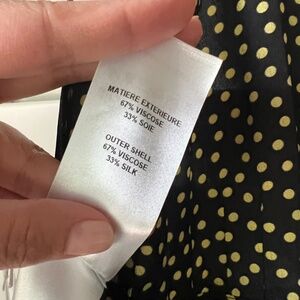 MATIERE EXTERIEURE
67% VISCOSE
33% SOIE
OUTER SHELL
67% VISCOSE
33% SILK